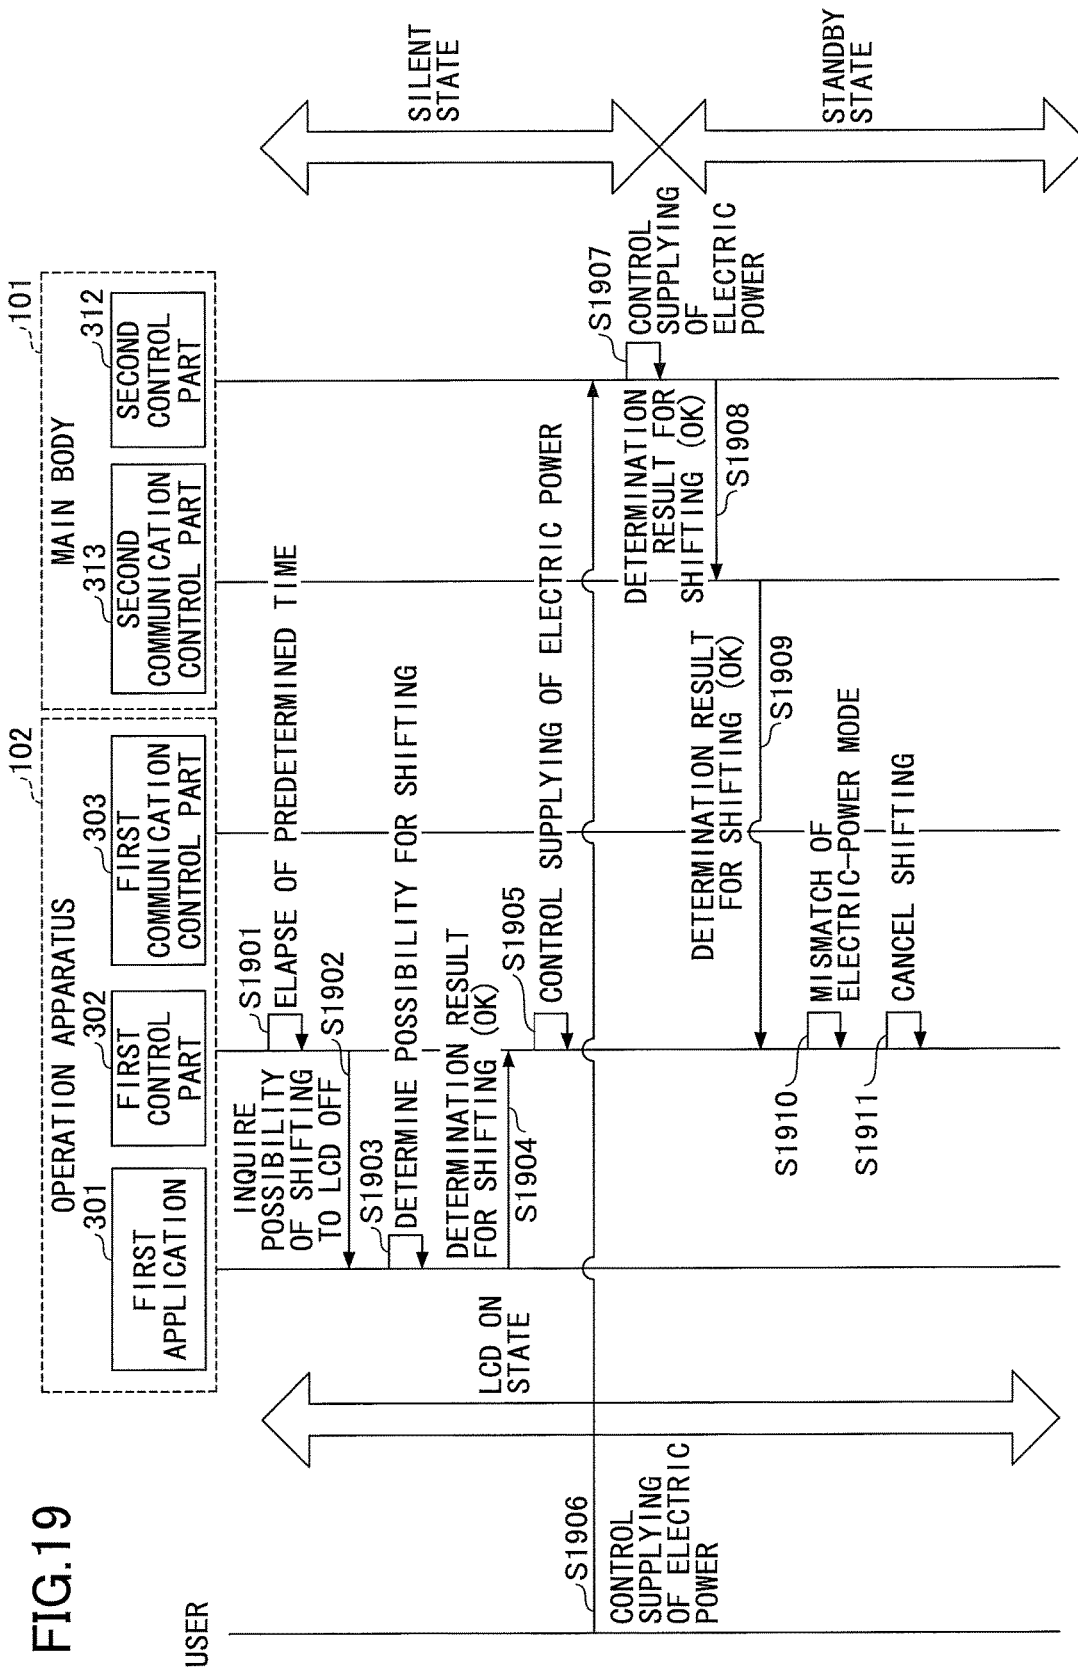 FIG.19
USER
OPERATION APPARATUS
102
301
FIRST
APPLICATION
302
FIRST
CONTROL
PART
303
FIRST
COMMUNICATION
CONTROL PART
MAIN BODY
101
313
SECOND
COMMUNICATION
CONTROL PART
312
SECOND
CONTROL
PART
S1901
ELAPSE OF PREDETERMINED TIME
INQUIRE
POSSIBILITY
OF SHIFTING
TO LCD OFF
S1902
S1903
DETERMINE POSSIBILITY FOR SHIFTING
DETERMINATION RESULT
FOR SHIFTING (OK)
S1904
S1905
CONTROL SUPPLYING OF ELECTRIC POWER
S1906
CONTROL
SUPPLYING
OF ELECTRIC
POWER
S1907
CONTROL
SUPPLYING
OF
ELECTRIC
POWER
DETERMINATION
RESULT FOR
SHIFTING (OK)
S1908
DETERMINATION RESULT
FOR SHIFTING (OK)
S1909
S1910
MISMATCH OF
ELECTRIC-POWER MODE
S1911
CANCEL SHIFTING
LCD ON
STATE
SILENT
STATE
STANDBY
STATE